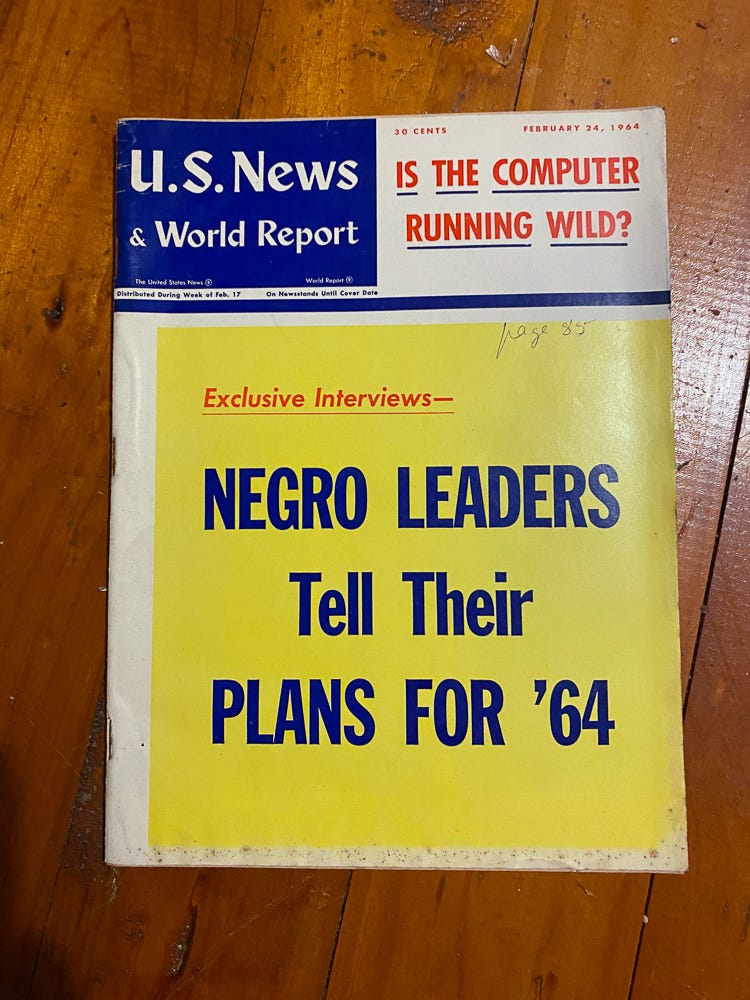 U.S. News
& World Report
The United States News ®
World Report ®
Distributed During Week of Feb. 17
On Newsstands Until Cover Date
30 CENTS
FEBRUARY 24, 1964
IS THE COMPUTER
RUNNING WILD?
page 85
Exclusive Interviews—
NEGRO LEADERS
Tell Their
PLANS FOR '64